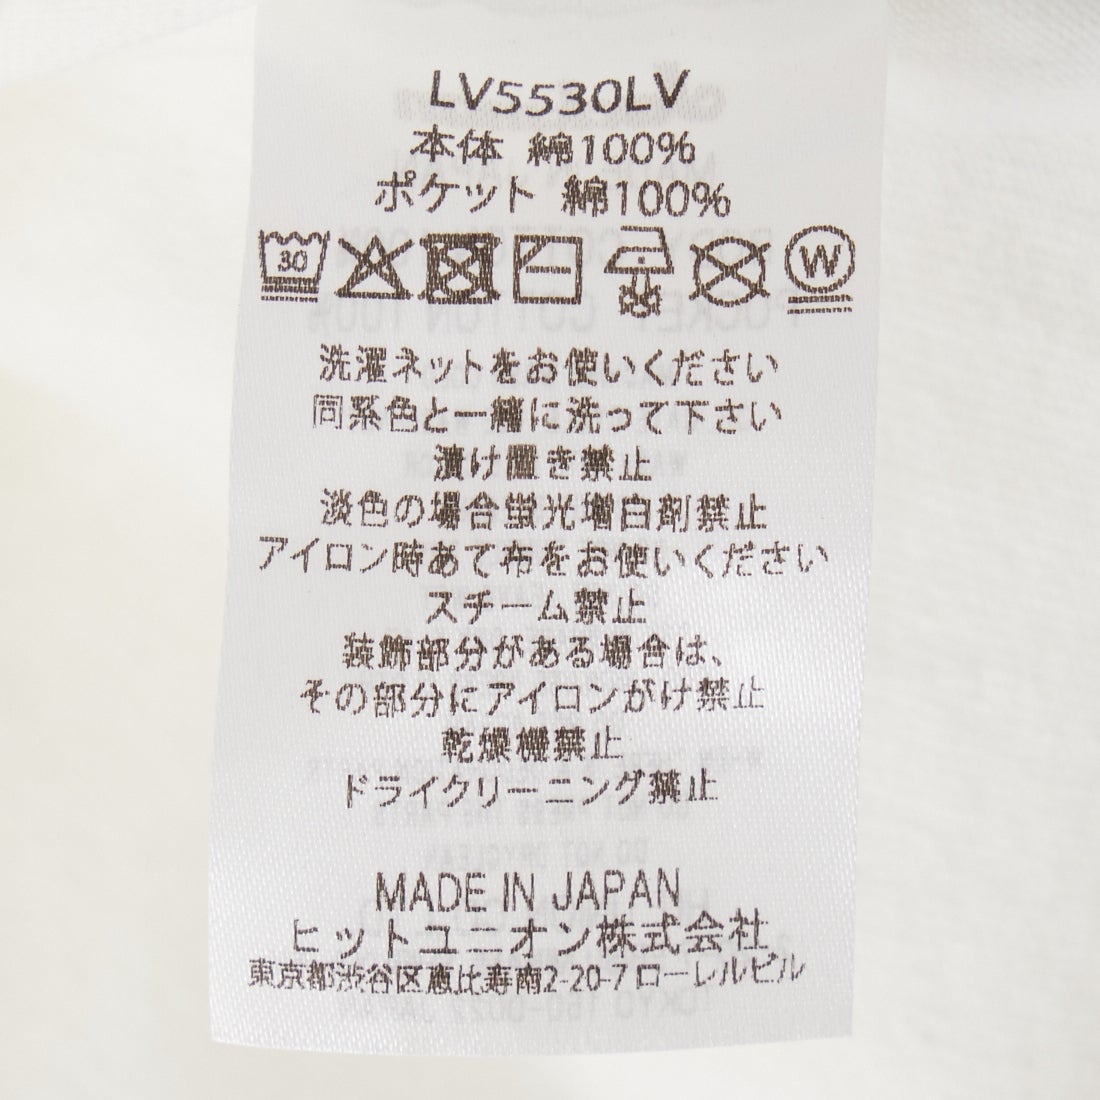 LV5530LV
本体 綿100%
ポケット 綿100%
30 W
洗濯ネットをお使いください
同系色と一緒に洗って下さい
漬け置き禁止
淡色の場合蛍光増白剤禁止
アイロン時あて布をお使いください
スチーム禁止
装飾部分がある場合は、
その部分にアイロンがけ禁止
乾燥機禁止
ドライクリーニング禁止
MADE IN JAPAN
ヒットユニオン株式会社
東京都渋谷区恵比寿南2-20-7 ローレルビル